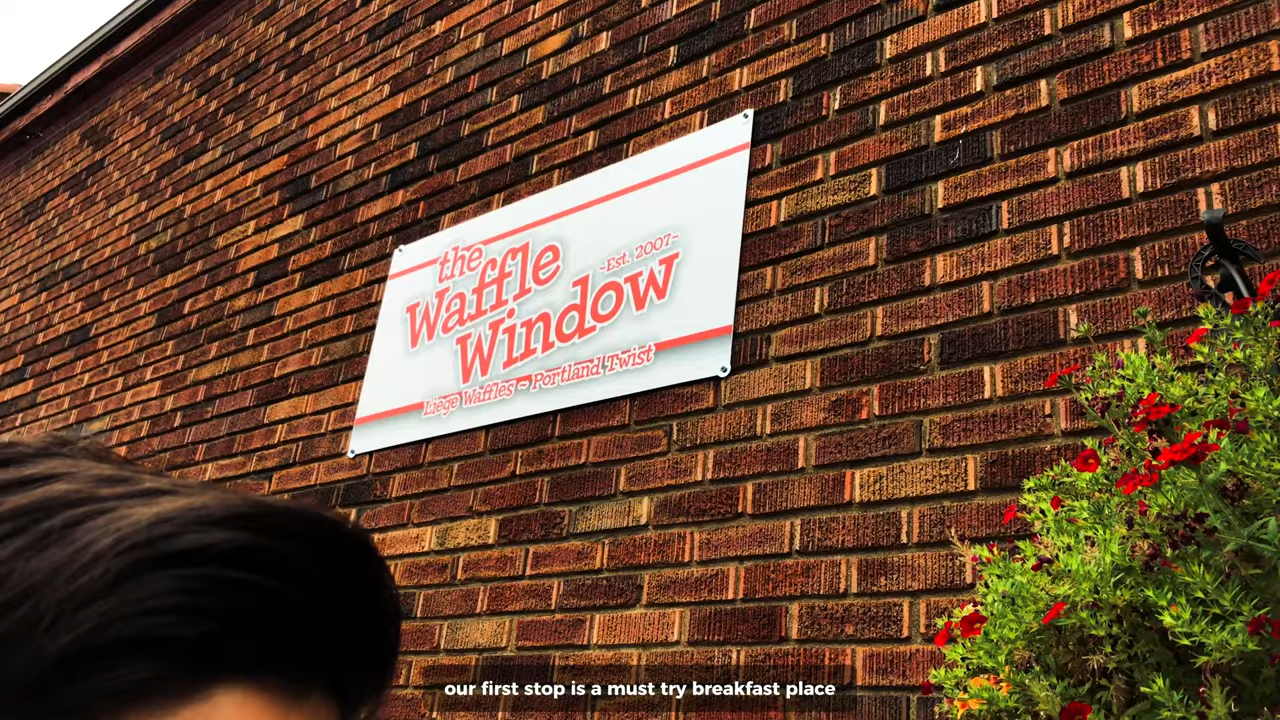 the
Waffle
~Est. 2007~
Window
Liege Waffles ~ Portland Twist
our first stop is a must try breakfast place